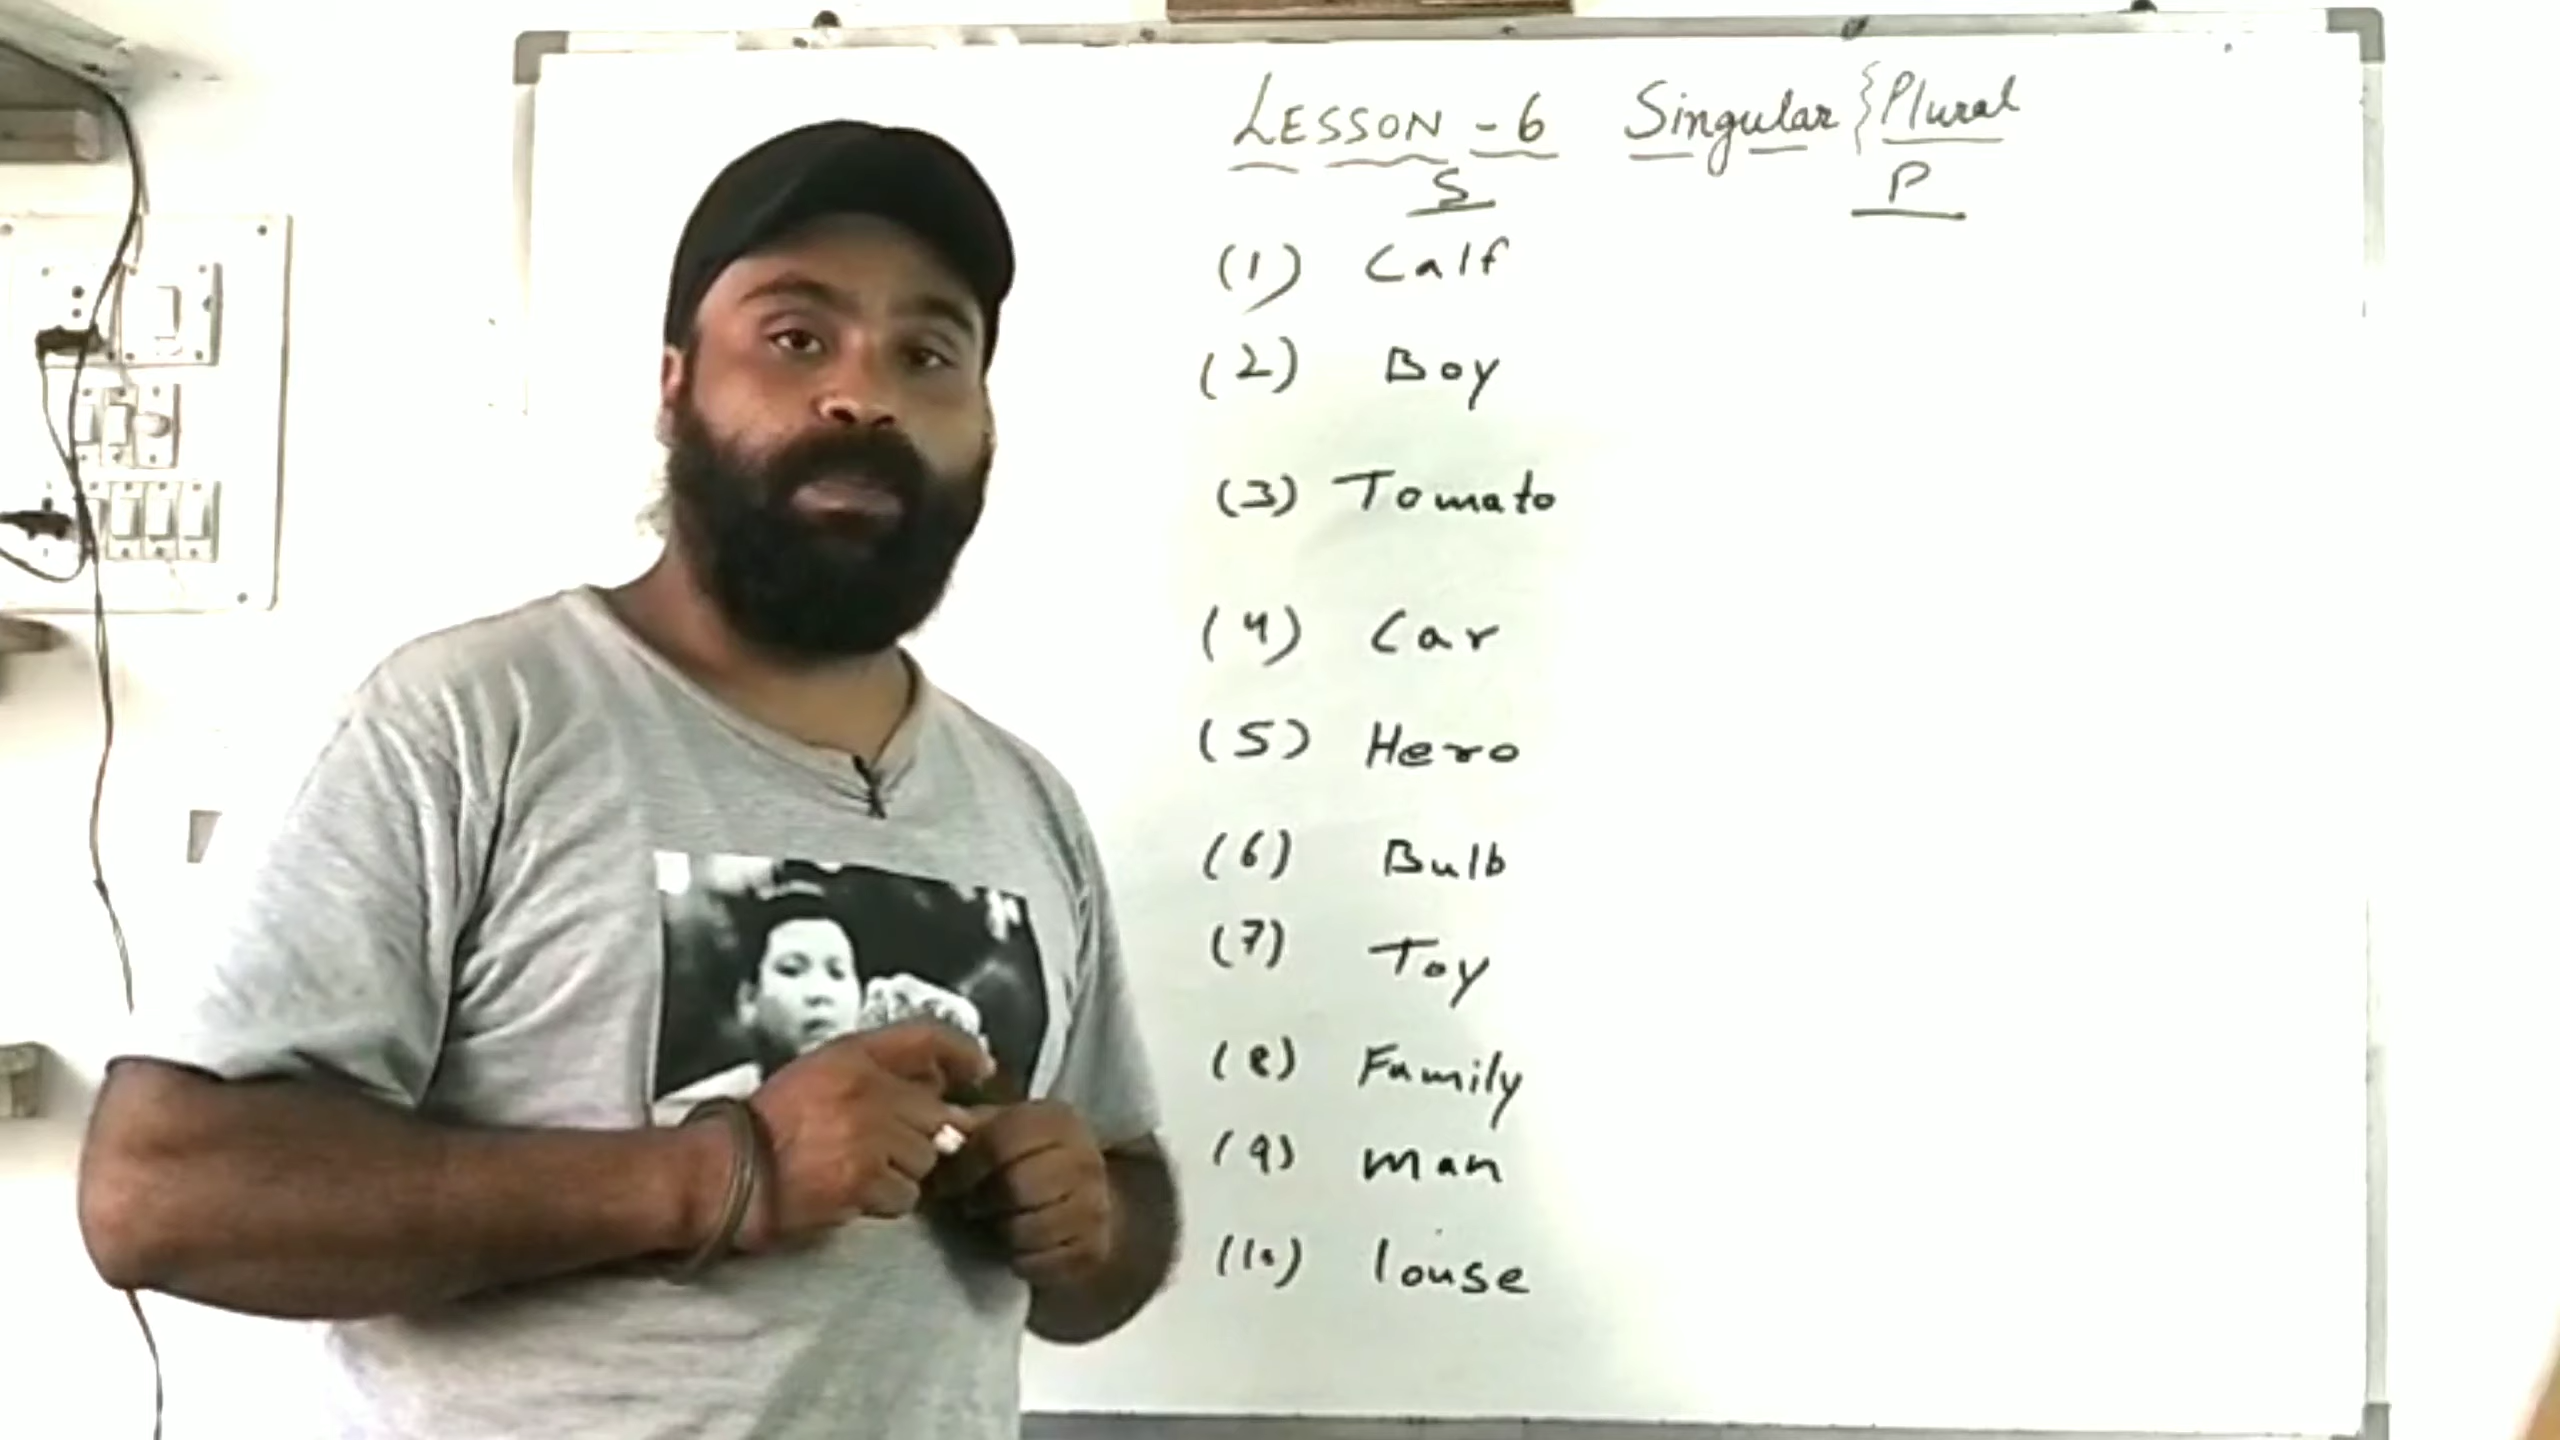 LESSON - 6 Singular } Plural
S P
(1) Calf
(2) Boy
(3) Tomato
(4) Car
(5) Hero
(6) Bulb
(7) Toy
(8) Family
(9) man
(10) louse